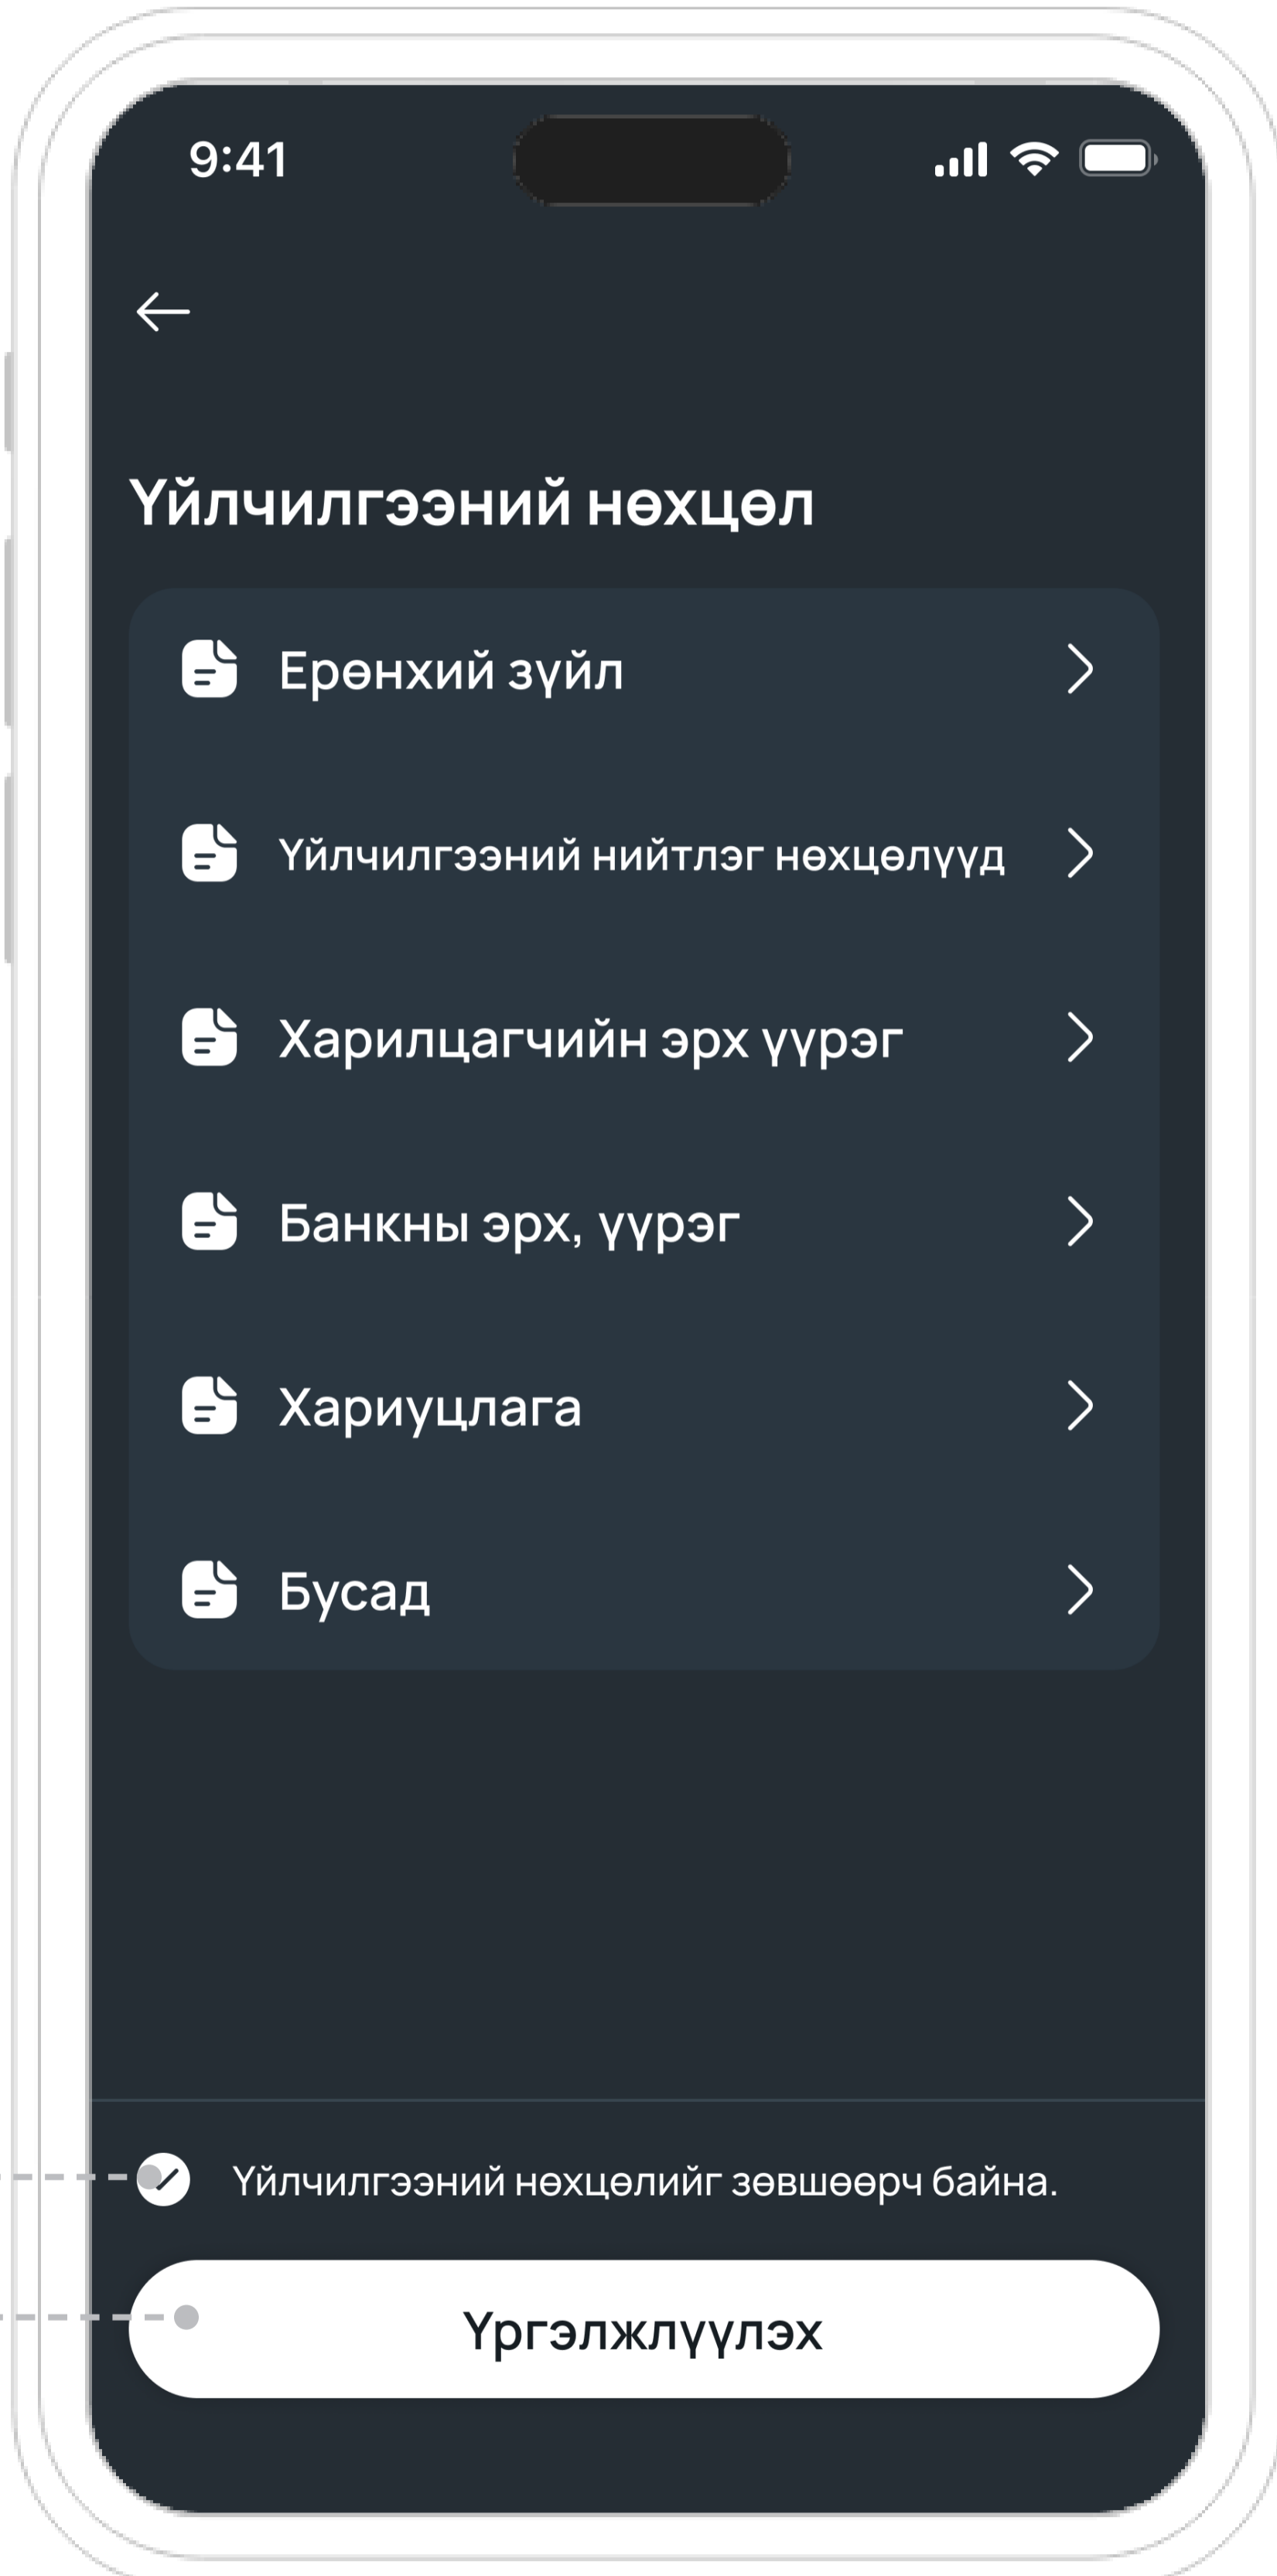 9:41
Үйлчилгээний нөхцөл
Ерөнхий зүйл
Үйлчилгээний нийтлэг нөхцөлүүд
Харилцагчийн эрх үүрэг
Банкны эрх, үүрэг
Хариуцлага
Бусад
Үйлчилгээний нөхцөлийг зөвшөөрч байна.
Үргэлжлүүлэх